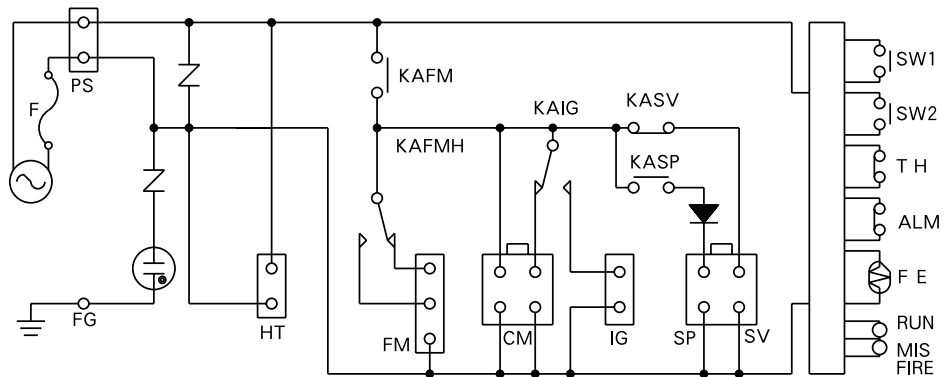 PS
F
FG
HT
KAFM
KAFMH
FM
KAIG
CM
IG
KASV
KASP
SP
SV
SW1
SW2
T H
ALM
F E
RUN
MIS
FIRE